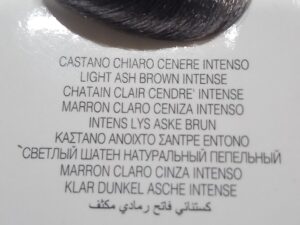 CASTANO CHIARO CENERE INTENSO
LIGHT ASH BROWN INTENSE
CHATAIN CLAIR CENDRE' INTENSE
MARRON CLARO CENIZA INTENSO
INTENS LYS ASKE BRUN
ΚΑΣΤΑΝΟ ΑΝΟΙΧΤΟ ΣΑΝΤΡΕ ΕΝΤΟΝΟ
"СВЕТЛЫЙ ШАТЕН НАТУРАЛЬНЫЙ ПЕПЕЛЬНЫЙ
MARRON CLARO CINZA INTENSO
KLAR DUNKEL ASCHE INTENSE
كستنائي فاتح رمادي مكثف